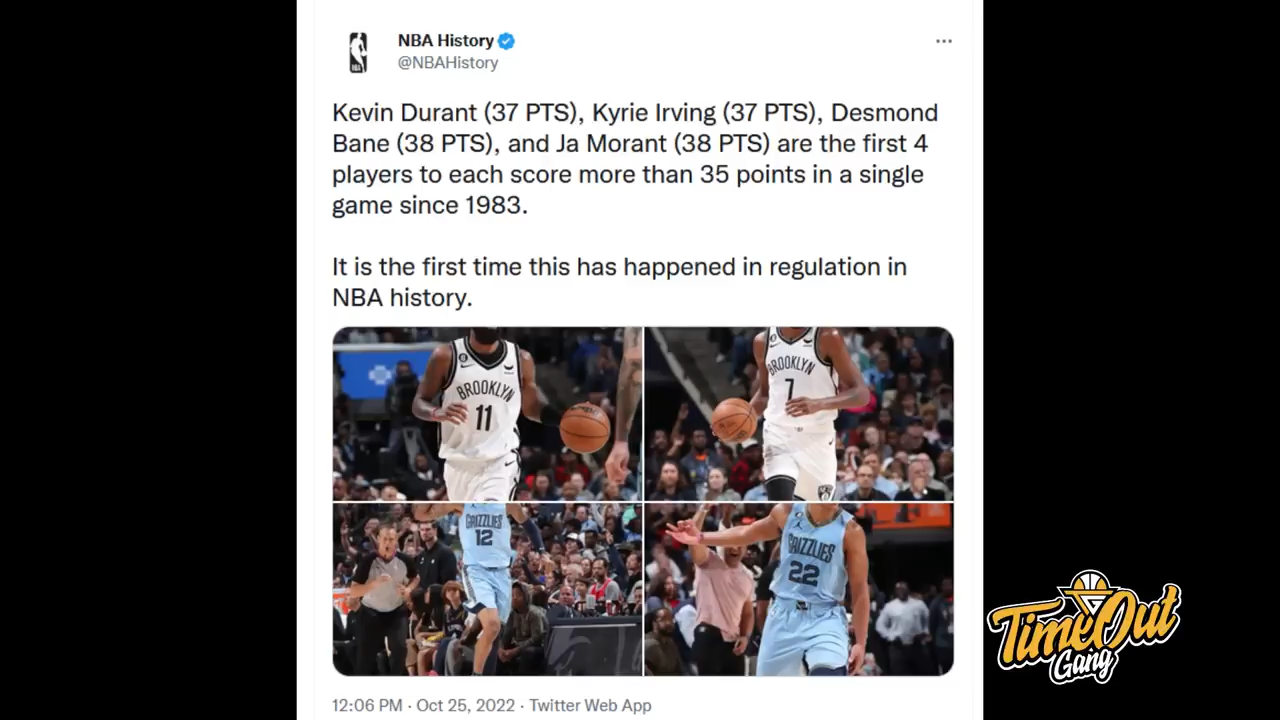 NBA History
@NBAHistory
Kevin Durant (37 PTS), Kyrie Irving (37 PTS), Desmond
Bane (38 PTS), and Ja Morant (38 PTS) are the first 4
players to each score more than 35 points in a single
game since 1983.
It is the first time this has happened in regulation in
NBA history.
BROOKLYN
11
BROOKLYN
7
GRIZZLIES
12
GRIZZLIES
22
TimeOut
Gang
12:06 PM · Oct 25, 2022 · Twitter Web App